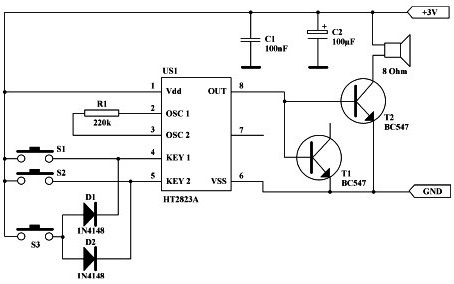 +3V
C1
100nF
C2
+
100µF
8 Ohm
US1
1 Vdd OUT 8
R1
220k
2 OSC 1
3 OSC 2 7
T2
BC547
S1
4 KEY 1
T1
BC547
S2
5 KEY 2 VSS 6
GND
HT2823A
D1
1N4148
S3
D2
1N4148